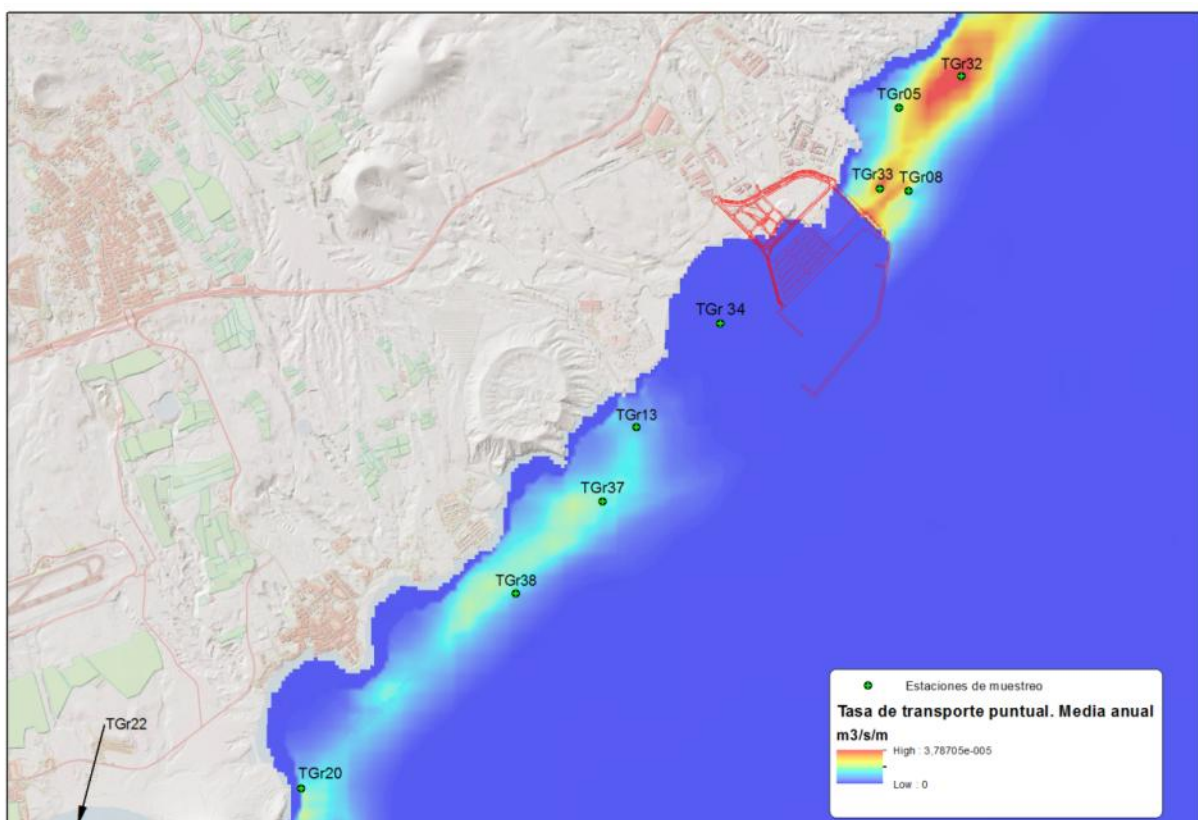 TGr32
TGr05
TGr33
TGr08
TGr 34
TGr13
TGr37
TGr38
TGr22
TGr20
Estaciones de muestreo
Tasa de transporte puntual. Media anual
m3/s/m
High : 3,78705e-005
Low : 0